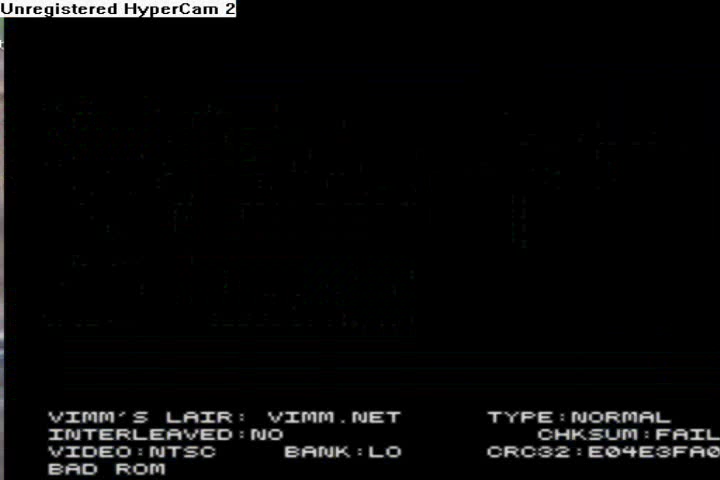 Unregistered HyperCam 2
VIMM'S LAIR: VIMM.NET TYPE:NORMAL
INTERLEAVED:NO CHKSUM:FAIL
VIDEO:NTSC BANK:LO CRC32:E04E3FA0
BAD ROM